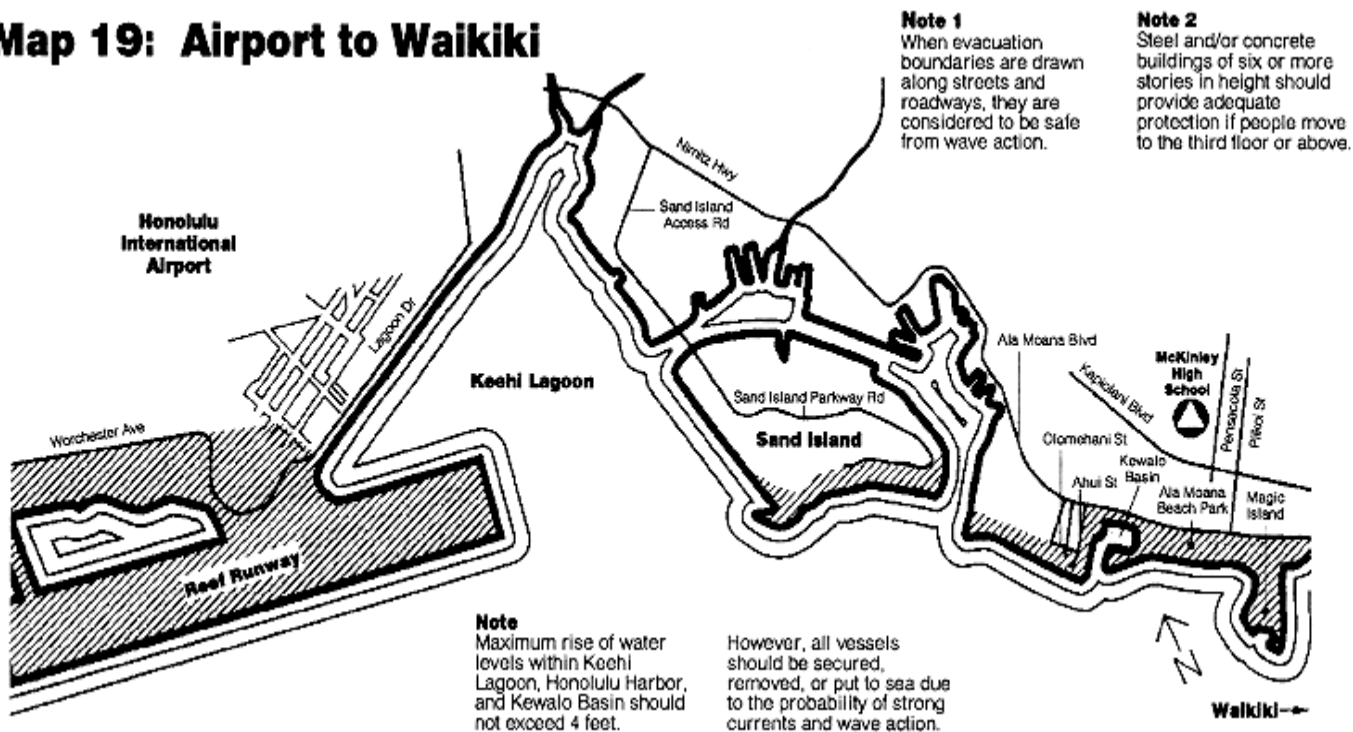 Map 19: Airport to Waikiki
Note 1
When evacuation
boundaries are drawn
along streets and
roadways, they are
considered to be safe
from wave action.
Note 2
Steel and/or concrete
buildings of six or more
stories in height should
provide adequate
protection if people move
to the third floor or above.
Nimitz Hwy
Sand Island
Access Rd
Honolulu
International
Airport
Lagoon Dr
Keehi Lagoon
Ala Moana Blvd
McKinley
High
School
Kapiolani Blvd
Pensacola St
Piikoi St
Sand Island Parkway Rd
Sand Island
Worchester Ave
Olomehani St
Kewalo
Basin
Ahui St
Ala Moana
Beach Park
Magic
Island
Reef Runway
Note
Maximum rise of water
levels within Keehi
Lagoon, Honolulu Harbor,
and Kewalo Basin should
not exceed 4 feet.
However, all vessels
should be secured,
removed, or put to sea due
to the probability of strong
currents and wave action.
N
Waikiki